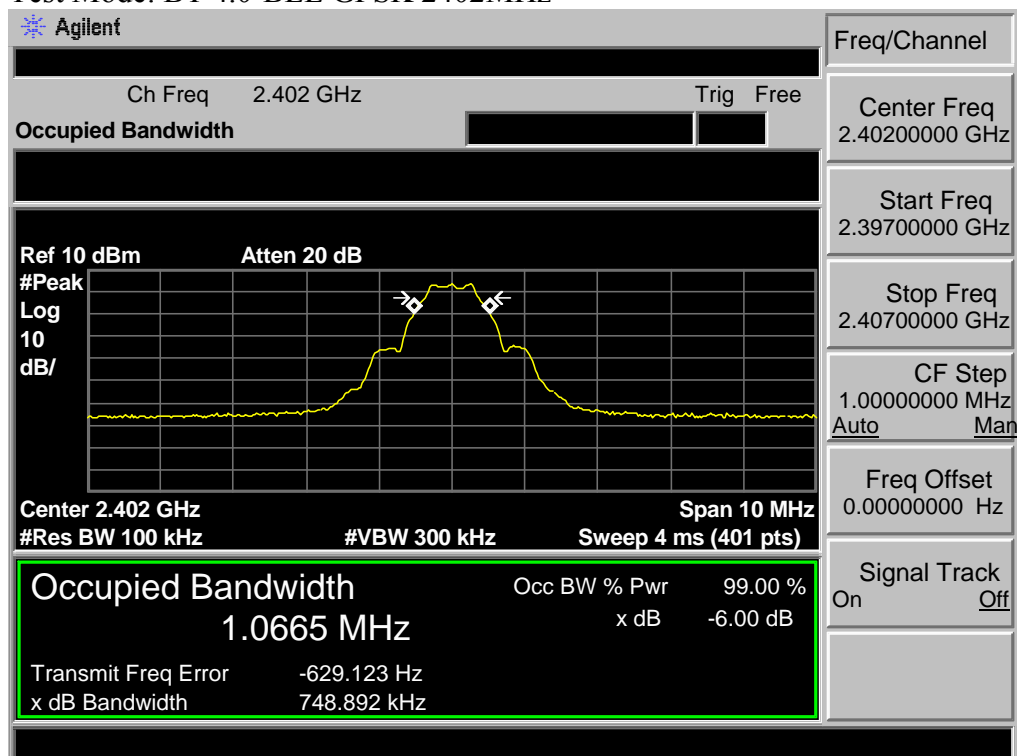 Agilent
Freq/Channel
Ch Freq 2.402 GHz Trig Free
Occupied Bandwidth
Center Freq
2.40200000 GHz
Start Freq
2.39700000 GHz
Stop Freq
2.40700000 GHz
CF Step
1.00000000 MHz
Auto Man
Freq Offset
0.00000000 Hz
Signal Track
On Off
Ref 10 dBm Atten 20 dB
#Peak
Log
10
dB/
Center 2.402 GHz Span 10 MHz
#Res BW 100 kHz #VBW 300 kHz Sweep 4 ms (401 pts)
Occupied Bandwidth
1.0665 MHz
Occ BW % Pwr 99.00 %
x dB -6.00 dB
Transmit Freq Error -629.123 Hz
x dB Bandwidth 748.892 kHz